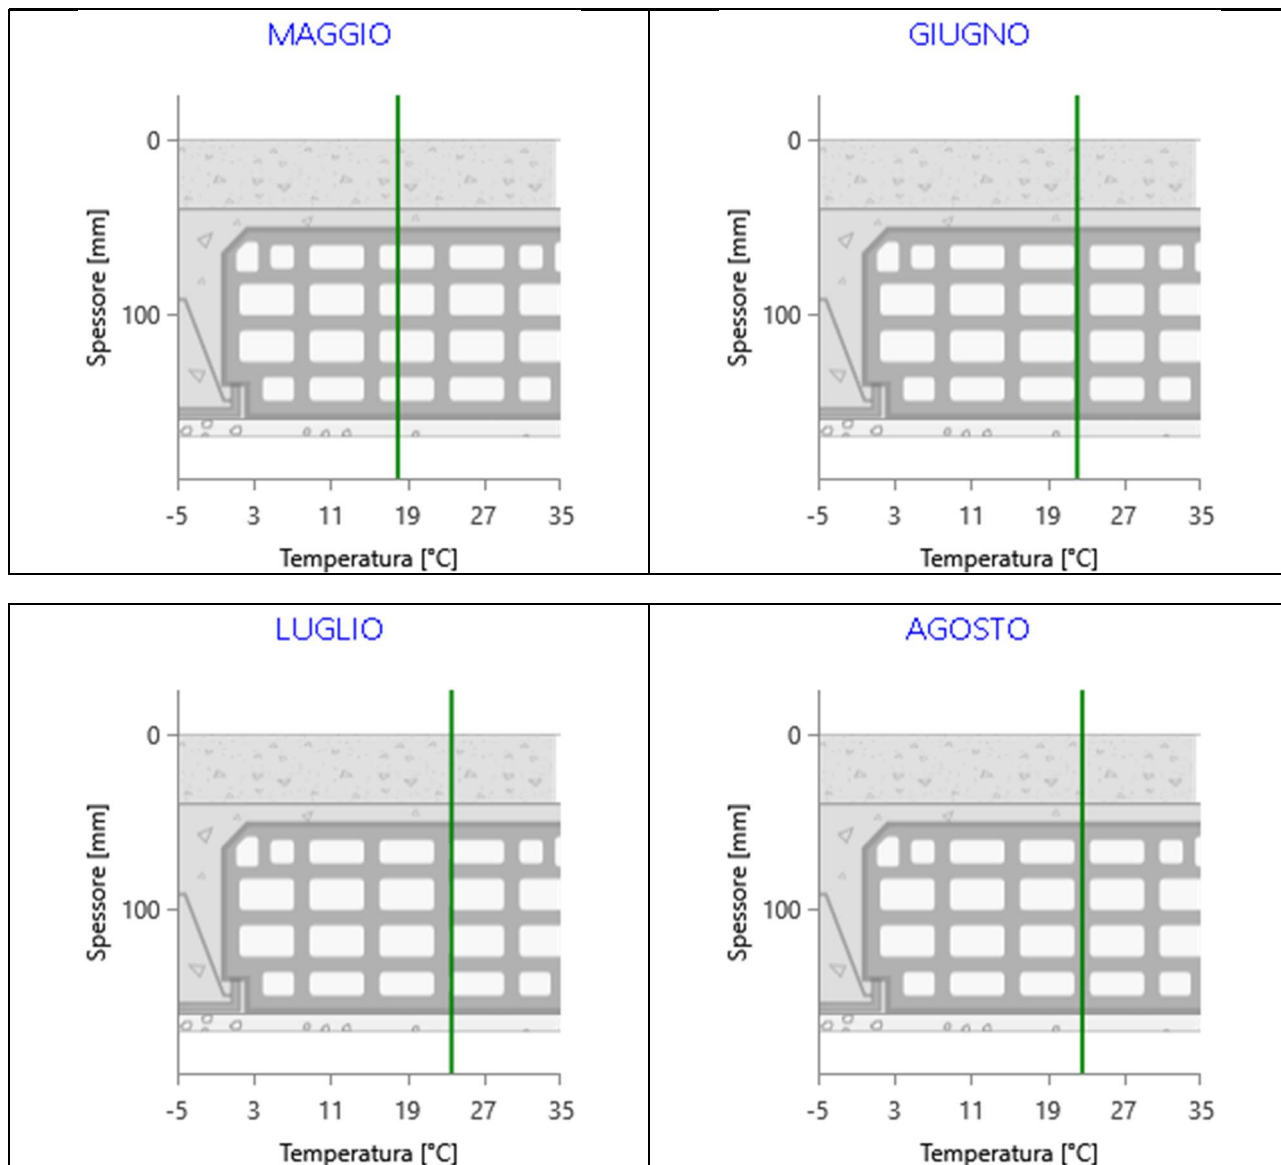 MAGGIO
0
100
Spessore [mm]
-5 3 11 19 27 35
Temperatura [°C]
GIUGNO
0
100
Spessore [mm]
-5 3 11 19 27 35
Temperatura [°C]
LUGLIO
0
100
Spessore [mm]
-5 3 11 19 27 35
Temperatura [°C]
AGOSTO
0
100
Spessore [mm]
-5 3 11 19 27 35
Temperatura [°C]